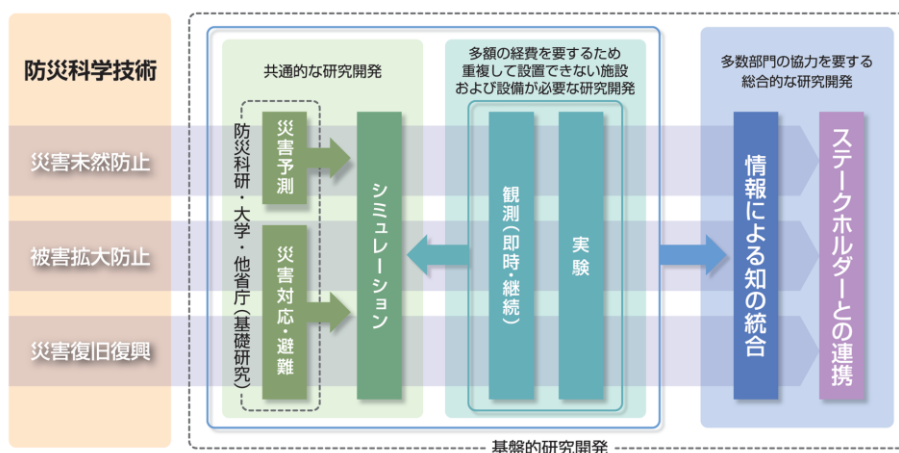 防災科学技術
災害未然防止
被害拡大防止
災害復旧復興
共通的な研究開発
防災科研・大学・他省庁(基礎研究)
災害予測
災害対応・避難
シミュレーション
多額の経費を要するため
重複して設置できない施設
および設備が必要な研究開発
観測(即時・継続)
実験
多数部門の協力を要する
総合的な研究開発
情報による知の統合
ステークホルダーとの連携
基盤的研究開発